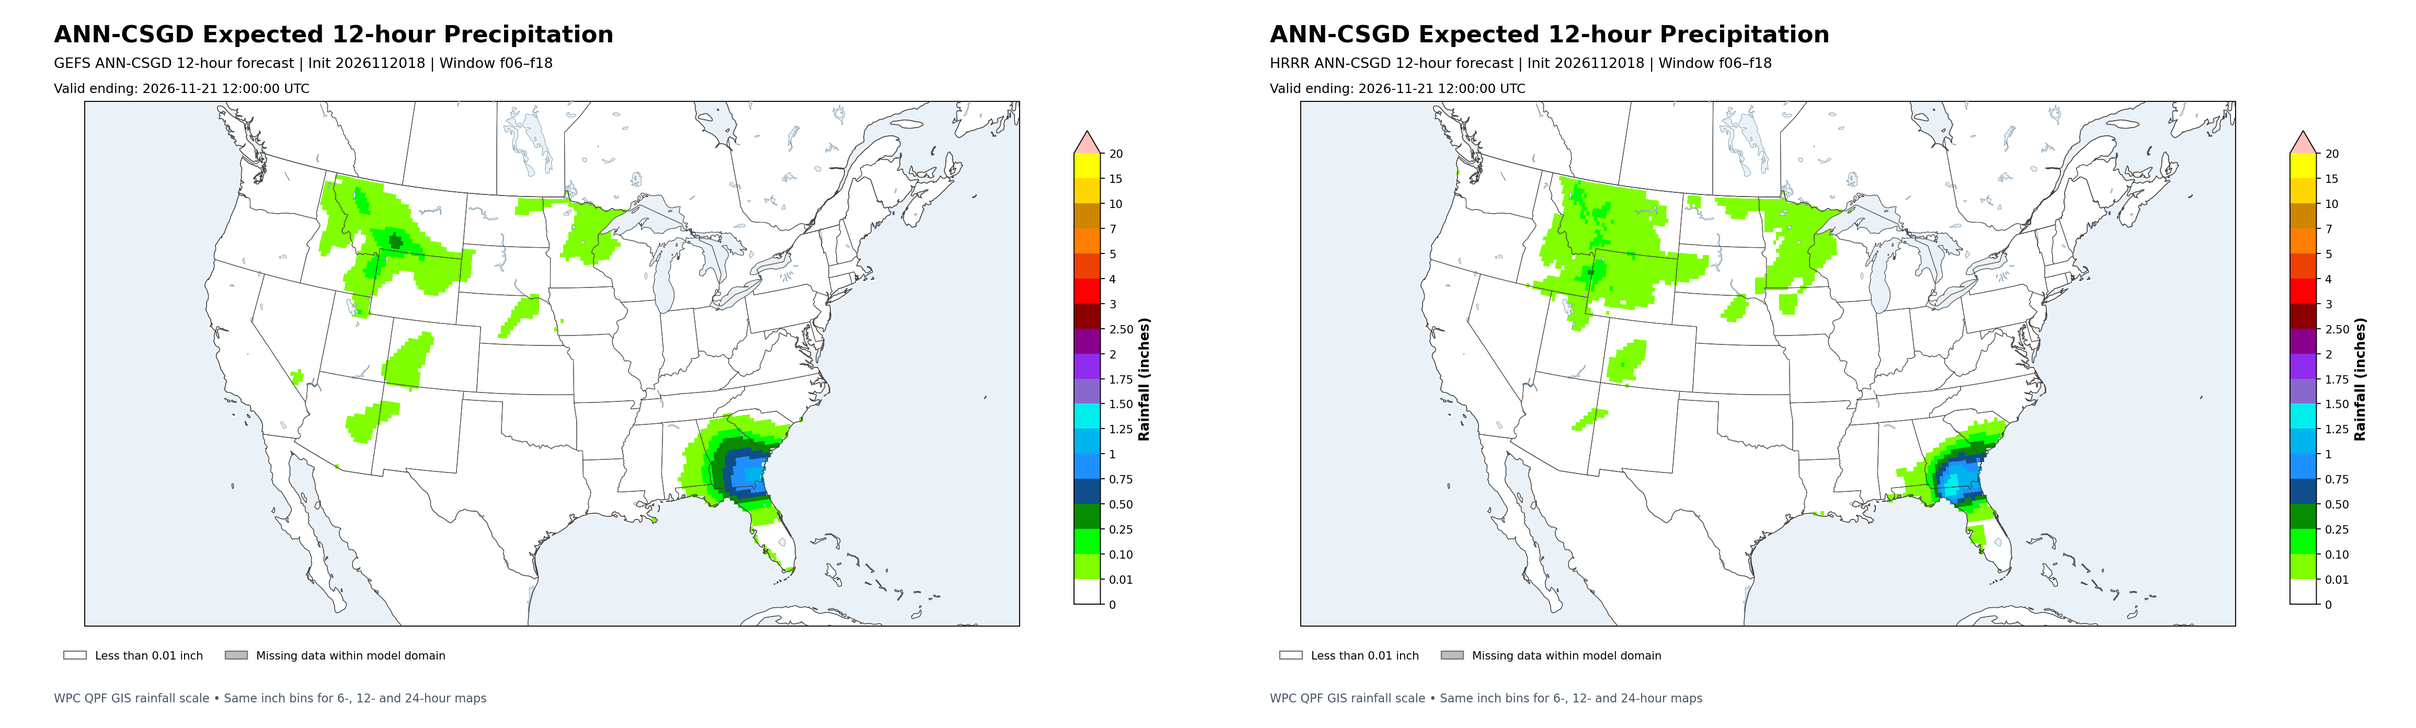 ANN-CSGD Expected 12-hour Precipitation
GEFS ANN-CSGD 12-hour forecast | Init 2026112018 | Window f06–f18
Valid ending: 2026-11-21 12:00:00 UTC
20
15
10
7
5
4
3
2.50
2
1.75
1.50
1.25
1
0.75
0.50
0.25
0.10
0.01
0
Rainfall (inches)
Less than 0.01 inch
Missing data within model domain
WPC QPF GIS rainfall scale • Same inch bins for 6-, 12- and 24-hour maps
ANN-CSGD Expected 12-hour Precipitation
HRRR ANN-CSGD 12-hour forecast | Init 2026112018 | Window f06–f18
Valid ending: 2026-11-21 12:00:00 UTC
20
15
10
7
5
4
3
2.50
2
1.75
1.50
1.25
1
0.75
0.50
0.25
0.10
0.01
0
Rainfall (inches)
Less than 0.01 inch
Missing data within model domain
WPC QPF GIS rainfall scale • Same inch bins for 6-, 12- and 24-hour maps